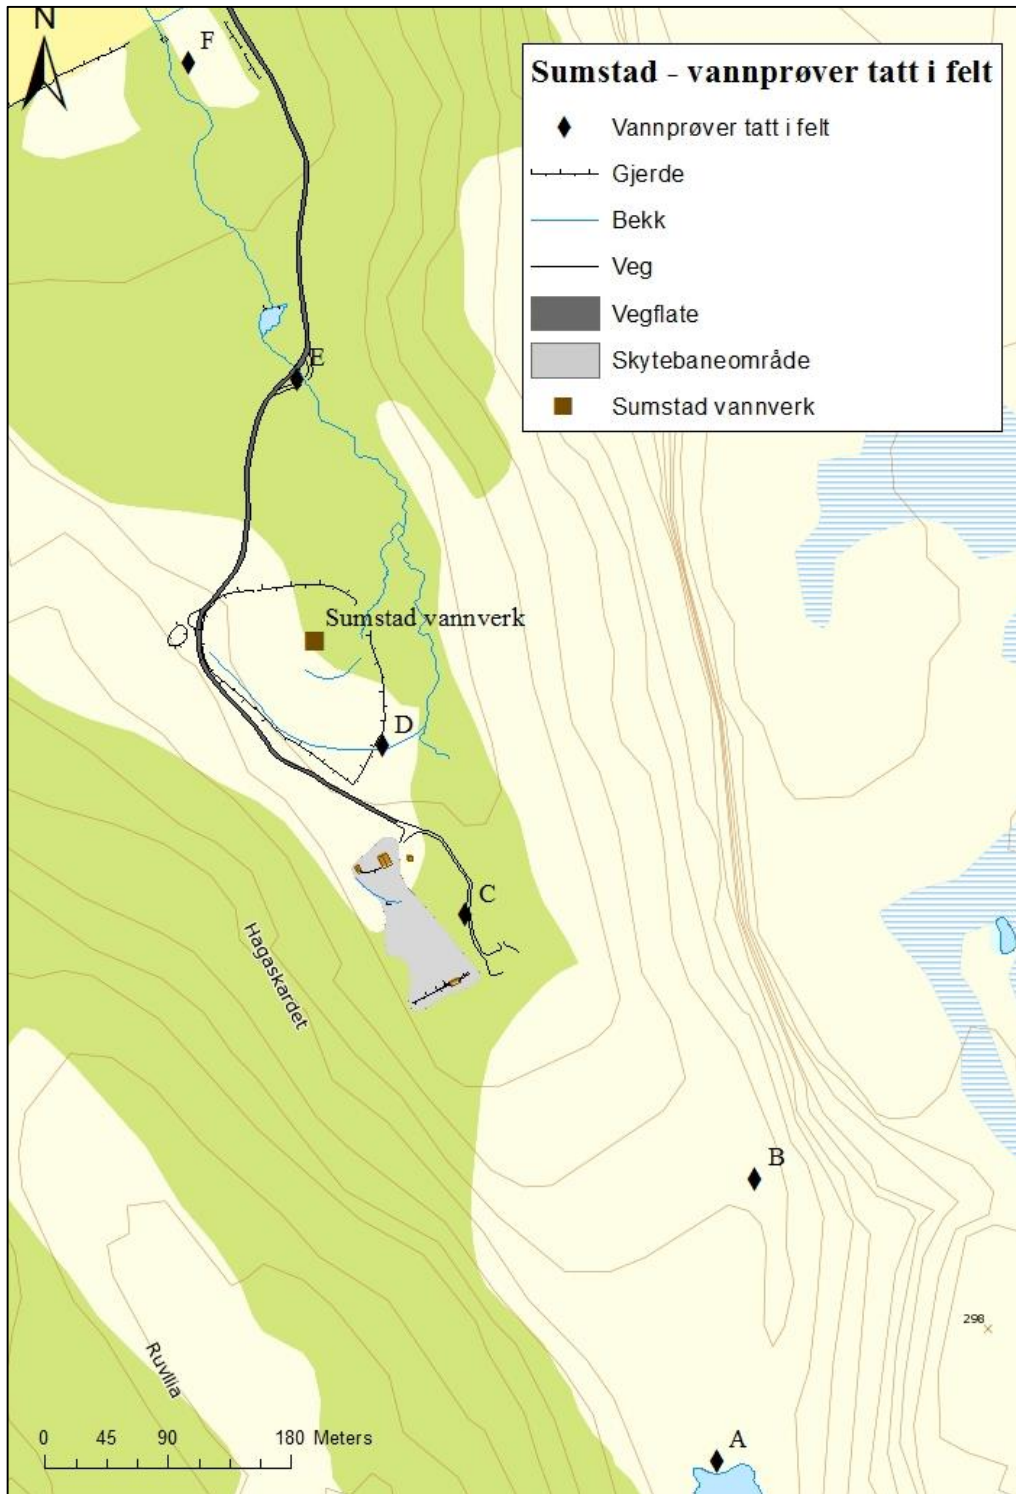 N
F
Sumstad - vannprøver tatt i felt
Vannprøver tatt i felt
Gjerde
Bekk
Veg
Vegflate
Skytebaneområde
Sumstad vannverk
E
Sumstad vannverk
D
C
Hagaskardet
B
298
Ruvllia
A
0 45 90 180 Meters